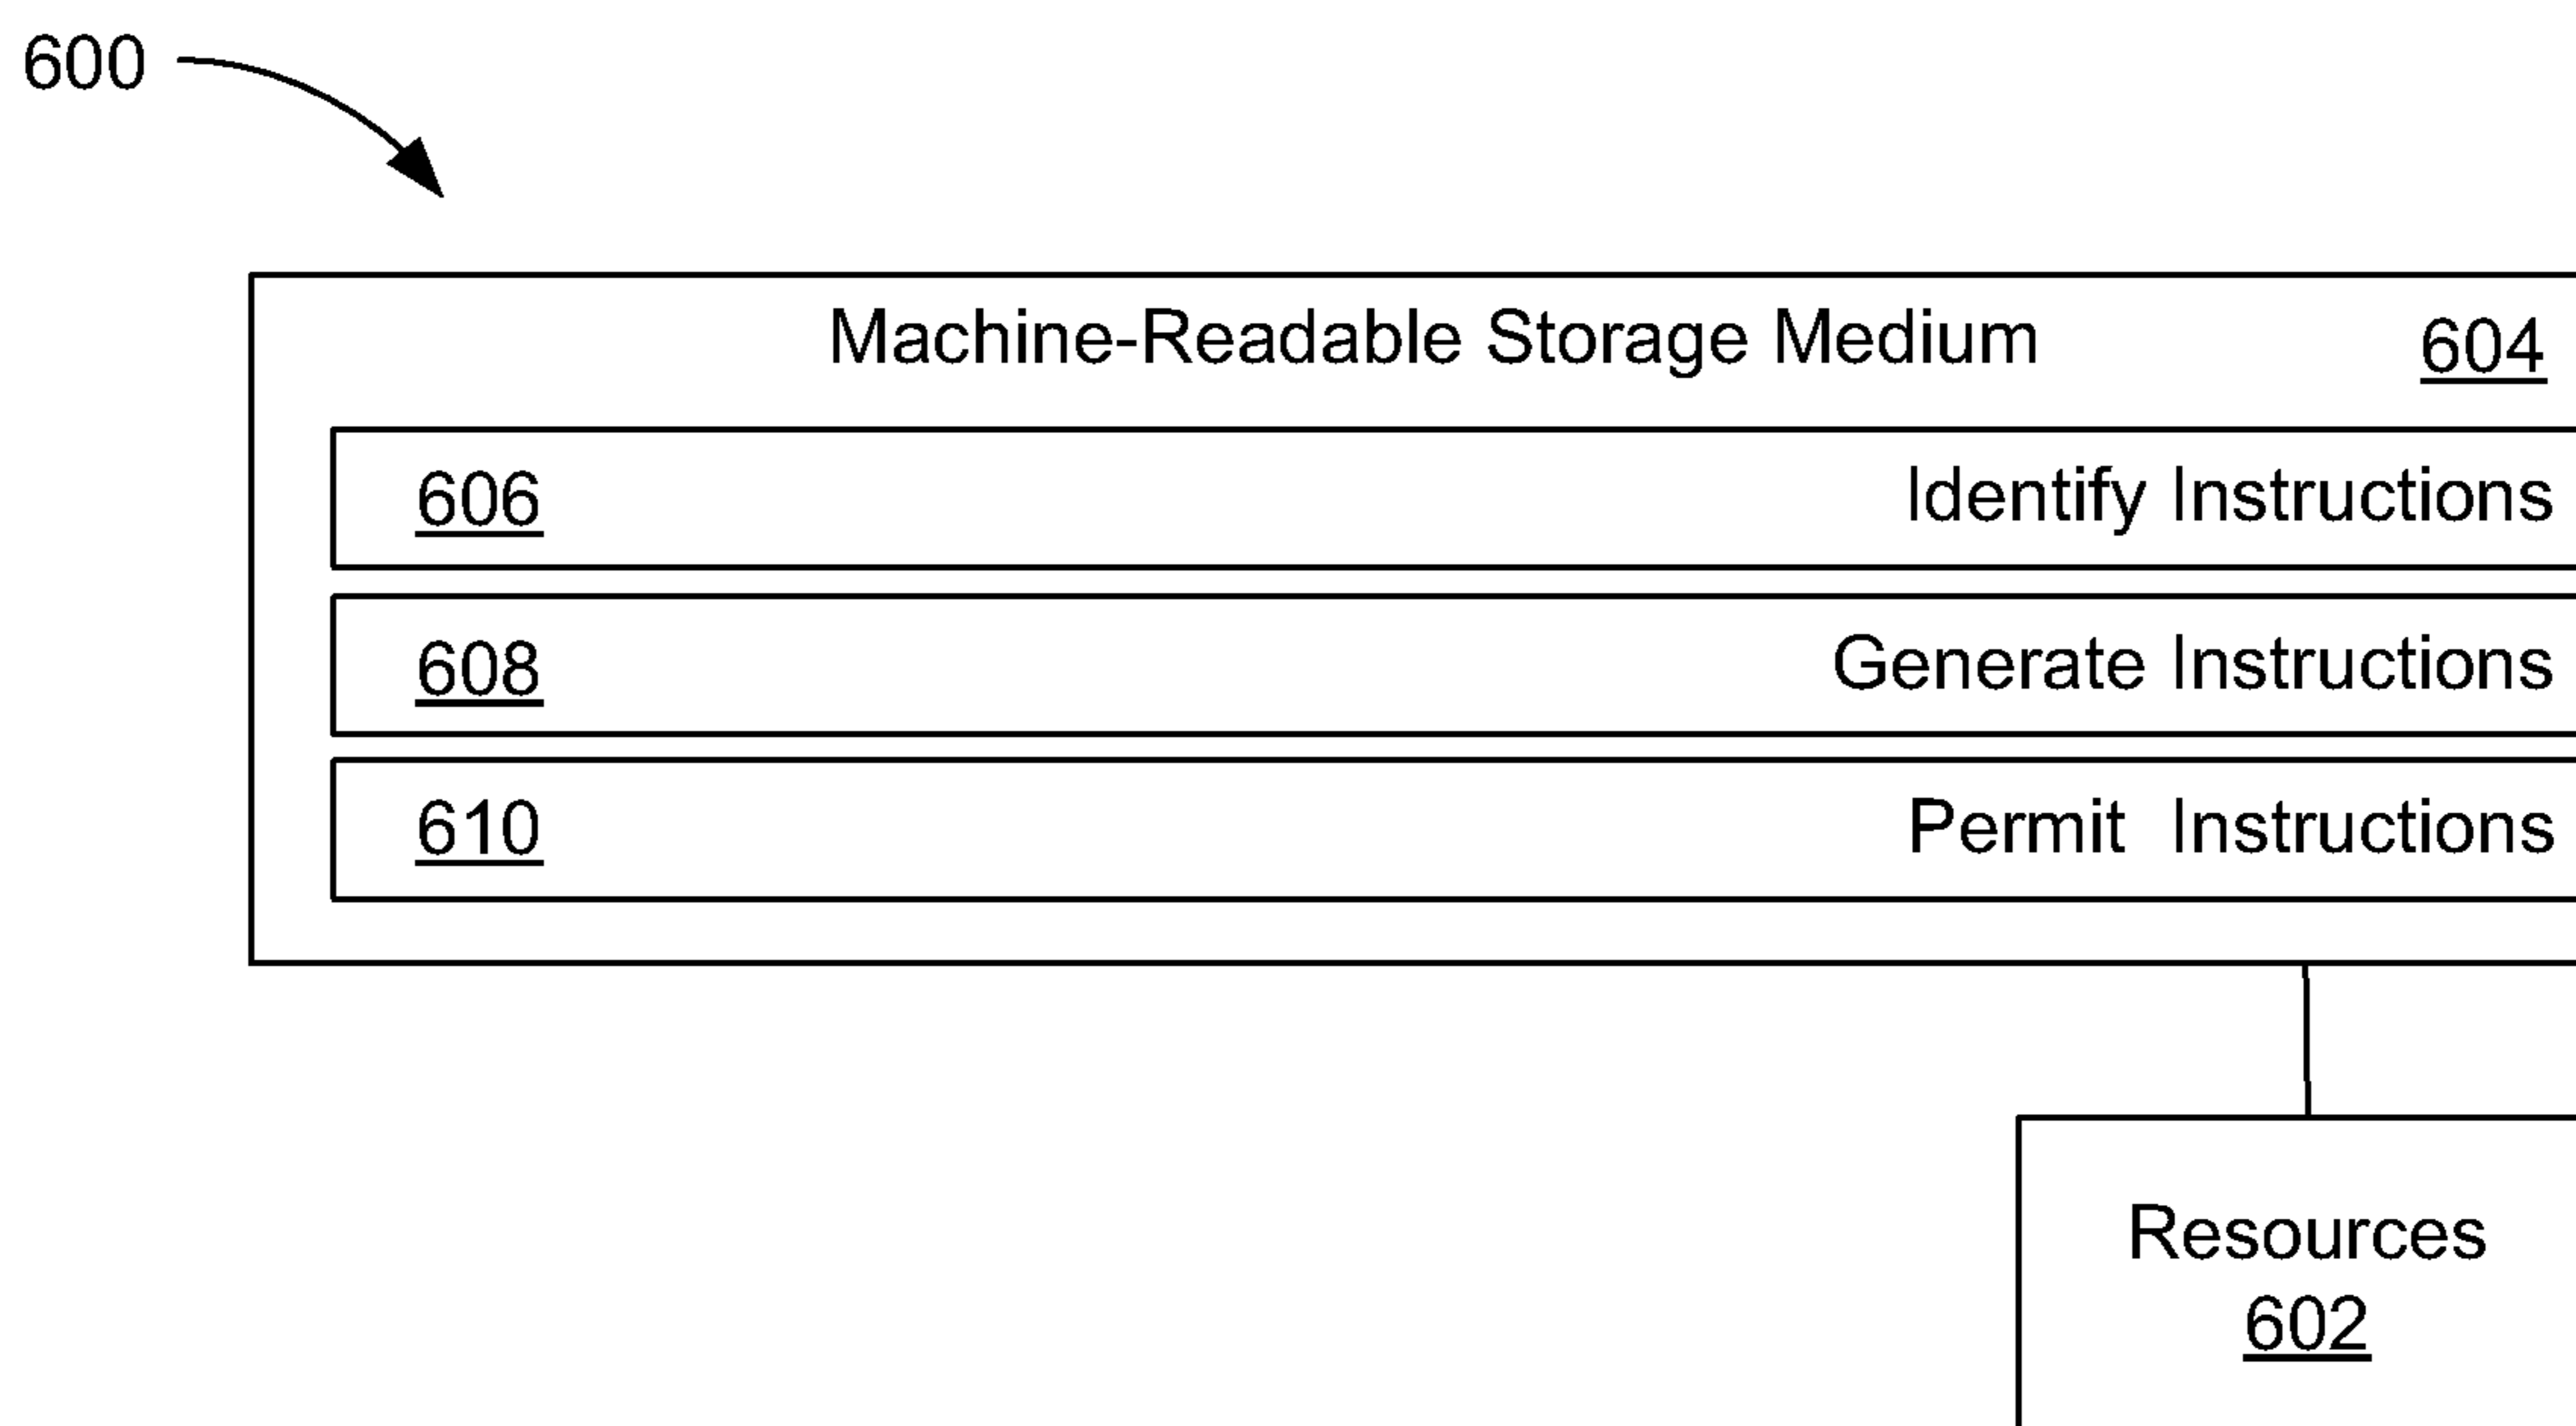 600
Machine-Readable Storage Medium 604
606 Identify Instructions
608 Generate Instructions
610 Permit Instructions
Resources
602